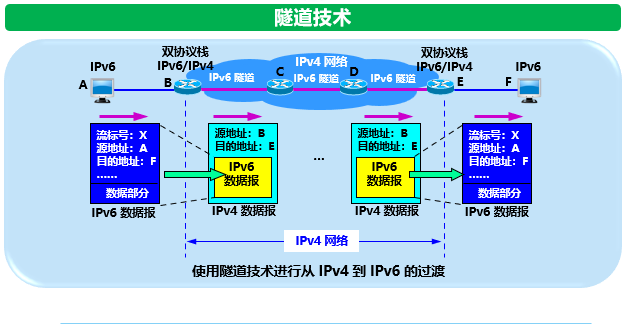 隧道技术
IPv4 网络
IPv6
双协议栈
IPv6/IPv4
双协议栈
IPv6/IPv4
IPv6
A
B
IPv6 隧道
C
IPv6 隧道
D
IPv6 隧道
E
F
流标号：X
源地址：A
目的地址：F
……
数据部分
IPv6 数据报
源地址：B
目的地址：E
IPv6
数据报
IPv4 数据报
…
源地址：B
目的地址：E
IPv6
数据报
IPv4 数据报
流标号：X
源地址：A
目的地址：F
……
数据部分
IPv6 数据报
IPv4 网络
使用隧道技术进行从 IPv4 到 IPv6 的过渡